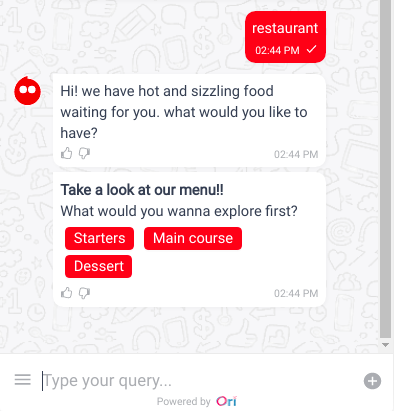 restaurant
02:44 PM
Hi! we have hot and sizzling food
waiting for you. what would you like to
have?
02:44 PM
Take a look at our menu!!
What would you wanna explore first?
Starters Main course
Dessert
02:44 PM
Type your query...
Powered by Ori